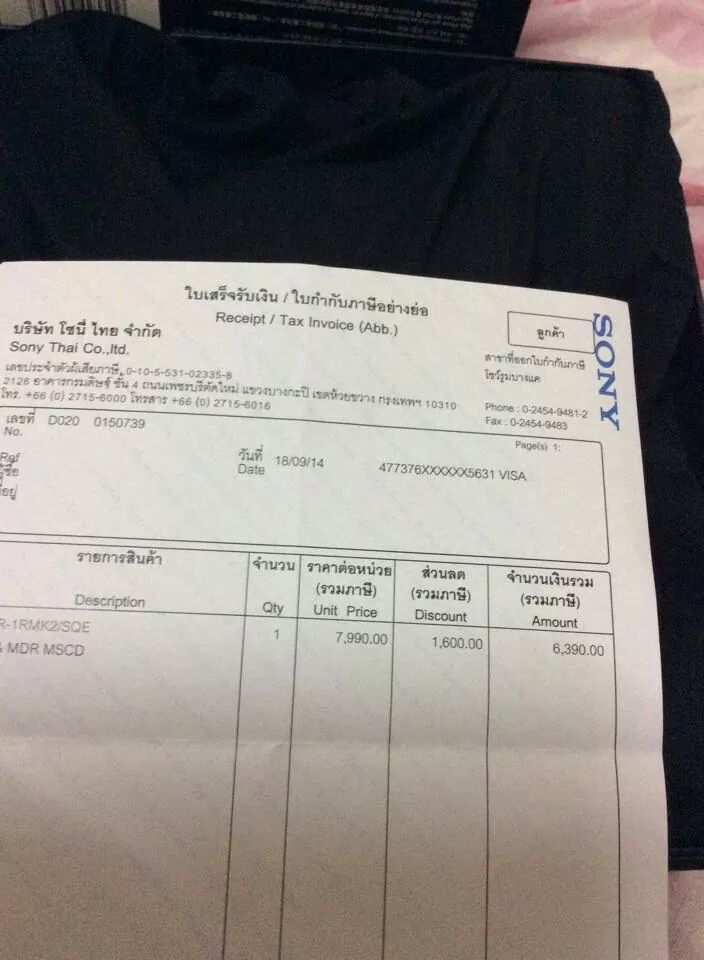 ใบเสร็จรับเงิน / ใบกำกับภาษีอย่างย่อ
Receipt / Tax Invoice (Abb.)
ลูกค้า
SONY
บริษัท โซนี่ ไทย จำกัด
Sony Thai Co.,ltd.
เลขประจำตัวผู้เสียภาษี. 0-10-5-531-02335-8
2126 อาคารกรมดิษฐ์ ชั้น 4 ถนนเพชรบุรีตัดใหม่ แขวงบางกะปิ เขตห้วยขวาง กรุงเทพฯ 10310
โทร. +66 (0) 2715-6000 โทรสาร +66 (0) 2715-6016
สาขาที่ออกใบกำกับภาษี
โชว์รูมบางแค
Phone : 0-2454-9481-2
Fax : 0-2454-9483
Page(s) 1:
เลขที่ D020 0150739
No.
วันที่ 18/09/14
Date
477376XXXXXX5631 VISA
Ref
รายการสินค้า จำนวน ราคาต่อหน่วย ส่วนลด จำนวนเงินรวม
(รวมภาษี) (รวมภาษี) (รวมภาษี)
Description Qty Unit Price Discount Amount
R-1RMK2/SQE 1 7,990.00 1,600.00 6,390.00
MDR MSCD